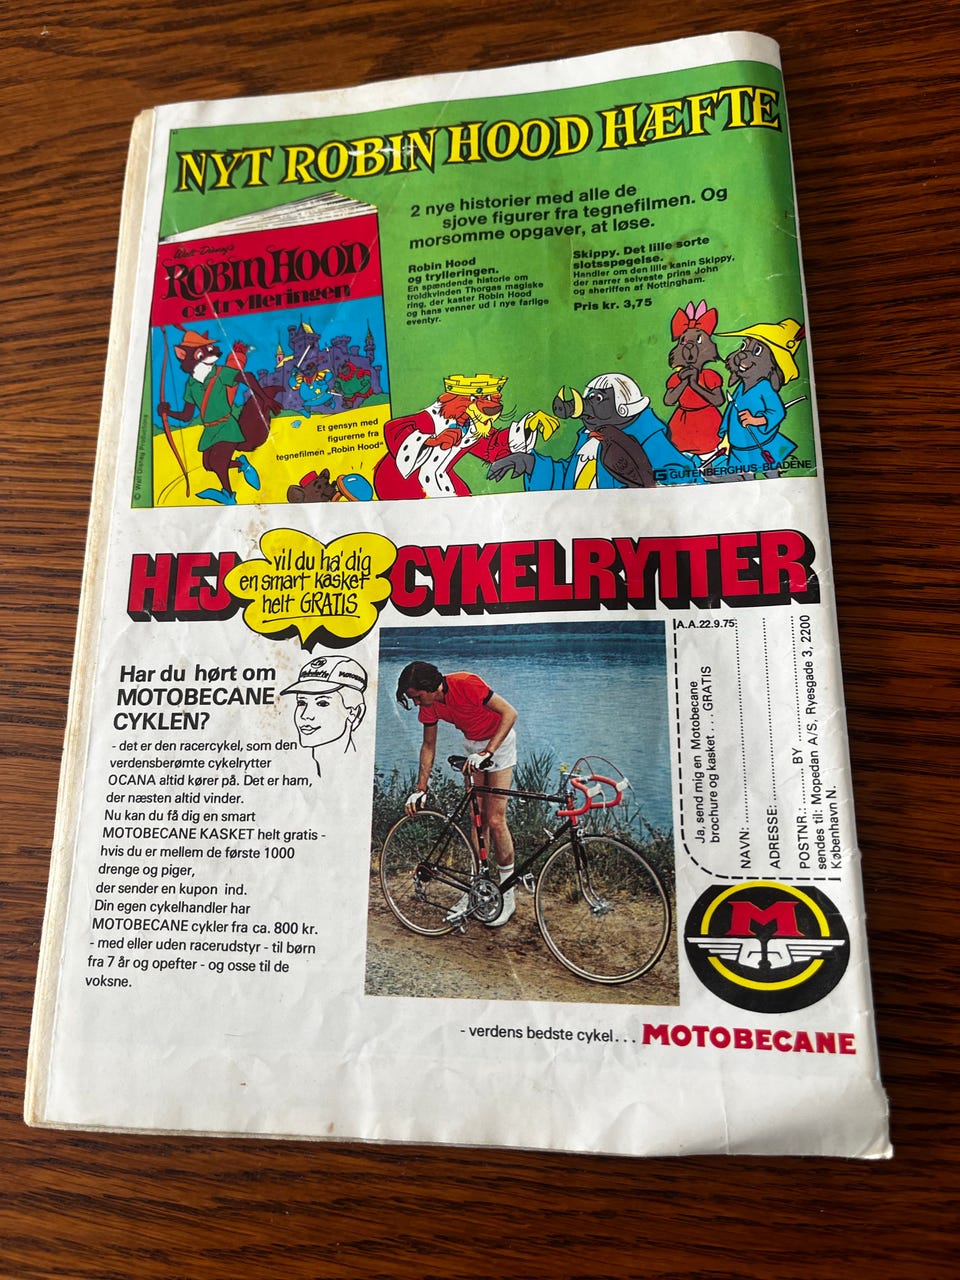 NYT ROBIN HOOD HÆFTE
2 nye historier med alle de
sjove figurer fra tegnefilmen. Og
morsomme opgaver, at løse.
Robin Hood
og trylleringen.
En spændende historie om
troldkvinden Thorgas magiske
ring, der kaster Robin Hood
og hans venner ud i nye farlige
eventyr.
Skippy. Det lille sorte
slotsspøgelse.
Handler om den lille kanin Skippy,
der narrer selveste prins John
og sheriffen af Nottingham.
Pris kr. 3,75
Walt Disney's
ROBIN HOOD
og trylleringen
Et gensyn med
figurerne fra
tegnefilmen „Robin Hood"
© Walt Disney Productions
G GUTENBERGHUS-BLADENE
HEJ CYKELRYTTER
vil du ha' dig
en smart kasket
helt GRATIS
Har du hørt om
MOTOBECANE
CYKLEN?
- det er den racercykel, som den
verdensberømte cykelrytter
OCANA altid kører på. Det er ham,
der næsten altid vinder.
Nu kan du få dig en smart
MOTOBECANE KASKET helt gratis -
hvis du er mellem de første 1000
drenge og piger,
der sender en kupon ind.
Din egen cykelhandler har
MOTOBECANE cykler fra ca. 800 kr.
- med eller uden racerudstyr - til børn
fra 7 år og opefter - og osse til de
voksne.
A.A.22.9.75
Ja, send mig en Motobecane
brochure og kasket . . . GRATIS
NAVN:
ADRESSE:
POSTNR.: BY
sendes til: Mopedan A/S, Ryesgade 3, 2200
København N.
M
- verdens bedste cykel... MOTOBECANE